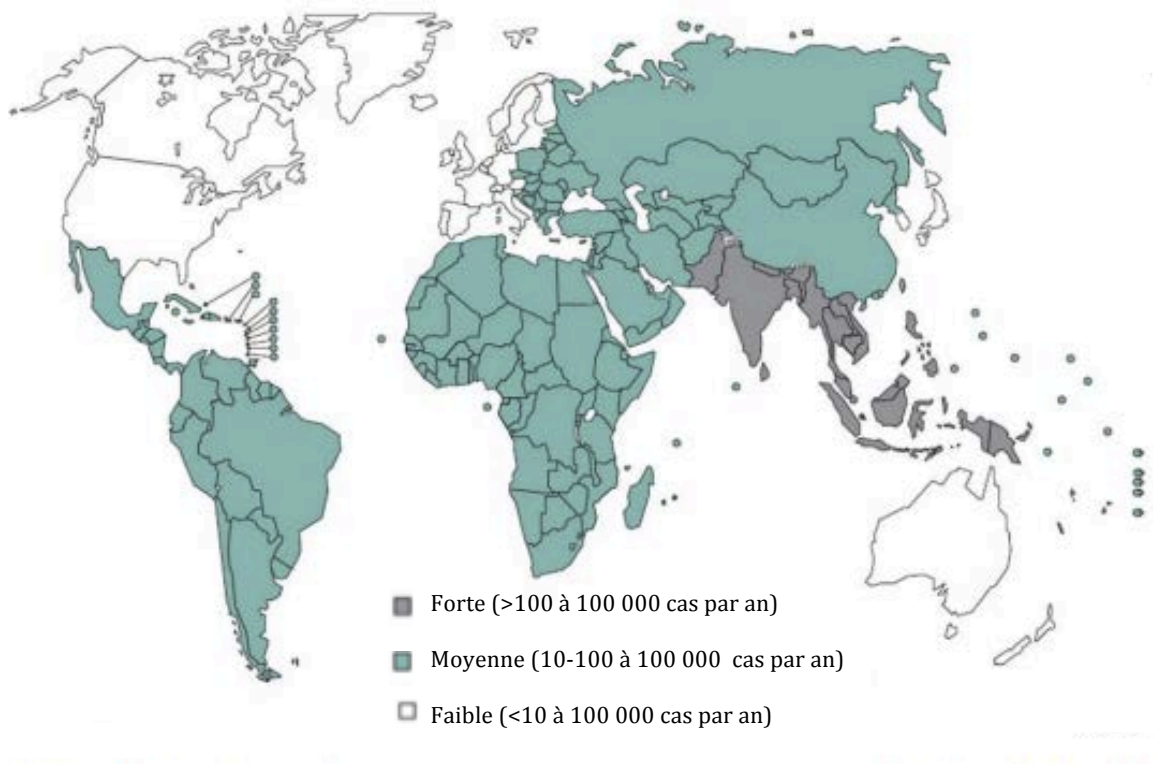 Forte (>100 à 100 000 cas par an)
Moyenne (10-100 à 100 000 cas par an)
Faible (<10 à 100 000 cas par an)